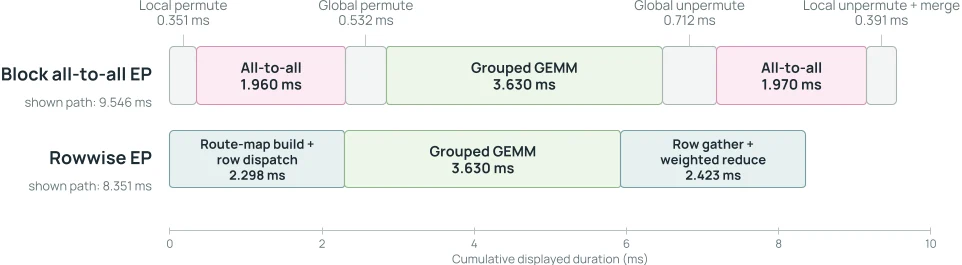 Local permute
0.351 ms
Global permute
0.532 ms
Global unpermute
0.712 ms
Local unpermute + merge
0.391 ms
Block all-to-all EP
shown path: 9.546 ms
All-to-all
1.960 ms
Grouped GEMM
3.630 ms
All-to-all
1.970 ms
Rowwise EP
shown path: 8.351 ms
Route-map build +
row dispatch
2.298 ms
Grouped GEMM
3.630 ms
Row gather +
weighted reduce
2.423 ms
0 2 4 6 8 10
Cumulative displayed duration (ms)